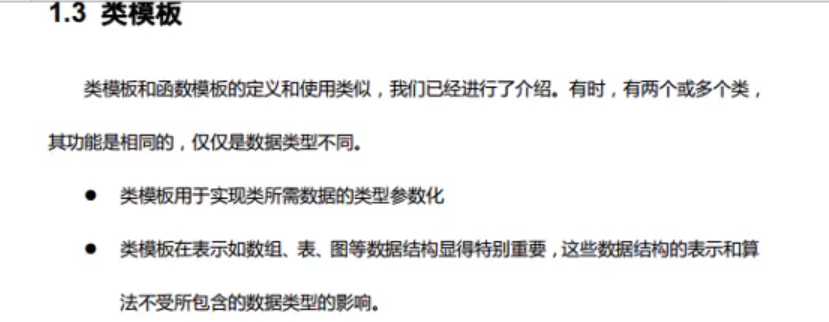 1.3 类模板
类模板和函数模板的定义和使用类似，我们已经进行了介绍。有时，有两个或多个类，
其功能是相同的，仅仅是数据类型不同。
● 类模板用于实现类所需数据的类型参数化
● 类模板在表示如数组、表、图等数据结构显得特别重要，这些数据结构的表示和算
法不受所包含的数据类型的影响。